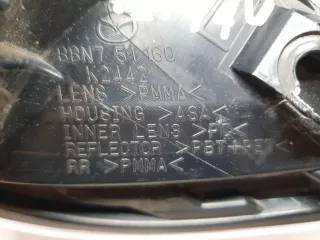 BBN7 51160
K2442
LENS >PMMA<
HOUSING >ASA<
INNER LENS >PC<
REFLECTOR >PBT+PET<
RR >PMMA<